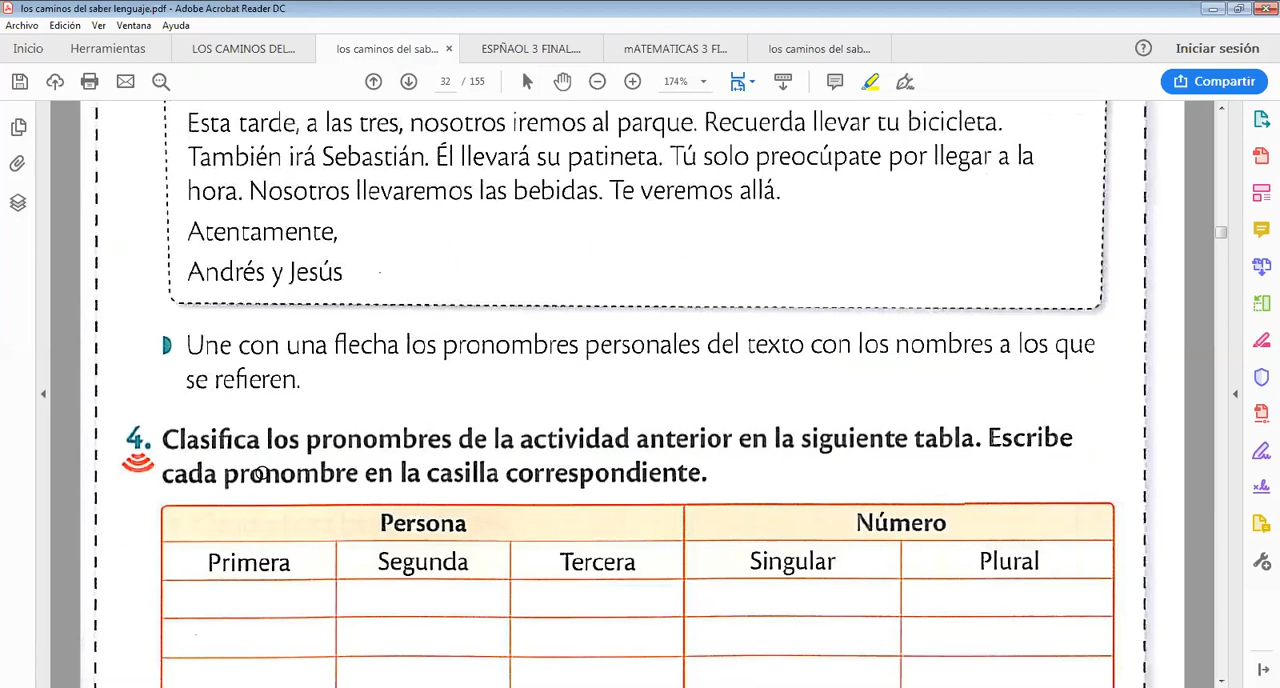 los caminos del saber lenguaje.pdf - Adobe Acrobat Reader DC
Archivo Edición Ver Ventana Ayuda
Inicio Herramientas LOS CAMINOS DEL... los caminos del sab... × ESPÑAOL 3 FINAL.... mATEMATICAS 3 FI... los caminos del sab... Iniciar sesión
32 / 155 174% Compartir
Esta tarde, a las tres, nosotros iremos al parque. Recuerda llevar tu bicicleta.
También irá Sebastián. Él llevará su patineta. Tú solo preocúpate por llegar a la
hora. Nosotros llevaremos las bebidas. Te veremos allá.
Atentamente,
Andrés y Jesús
Une con una flecha los pronombres personales del texto con los nombres a los que
se refieren.
4. Clasifica los pronombres de la actividad anterior en la siguiente tabla. Escribe
cada pronombre en la casilla correspondiente.
Persona Número
Primera Segunda Tercera Singular Plural